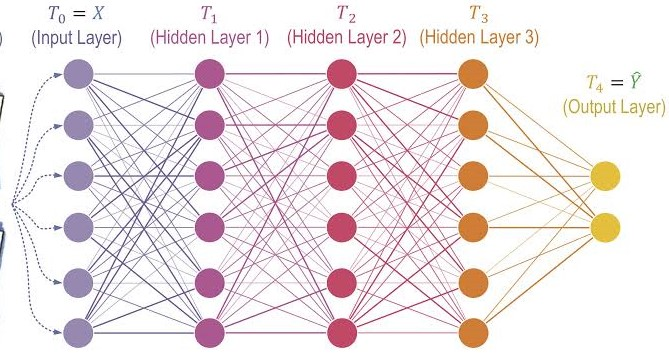 T₀ = X
(Input Layer)
T₁
(Hidden Layer 1)
T₂
(Hidden Layer 2)
T₃
(Hidden Layer 3)
T₄ = Ŷ
(Output Layer)